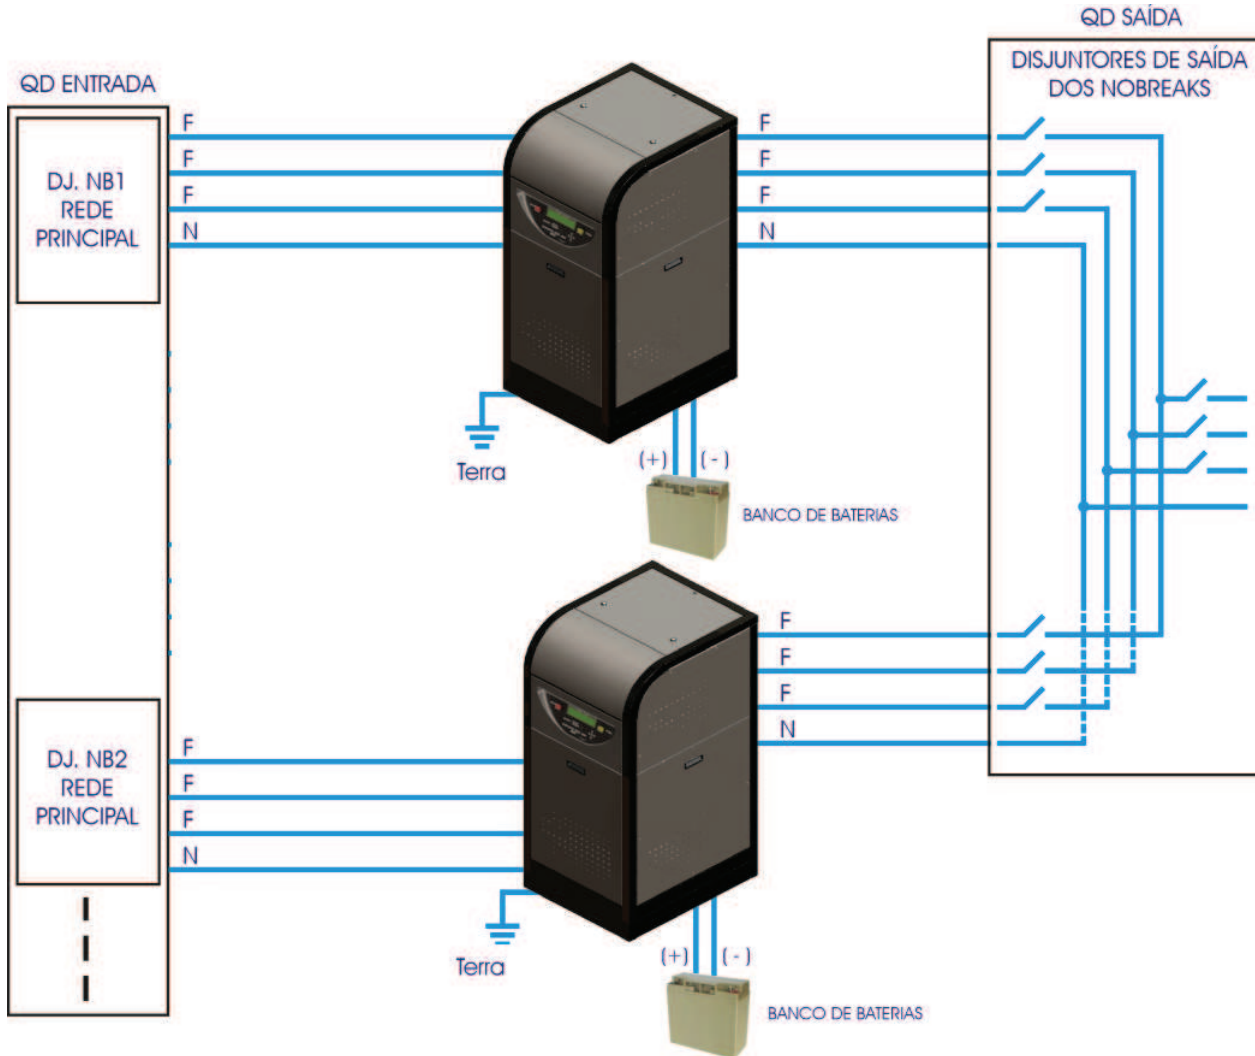 QD SAÍDA
DISJUNTORES DE SAÍDA
DOS NOBREAKS
QD ENTRADA
DJ. NB1
REDE
PRINCIPAL
F
F
F
N
F
F
F
N
Terra
(+)
(-)
BANCO DE BATERIAS
F
F
F
N
DJ. NB2
REDE
PRINCIPAL
F
F
F
N
Terra
(+)
(-)
BANCO DE BATERIAS